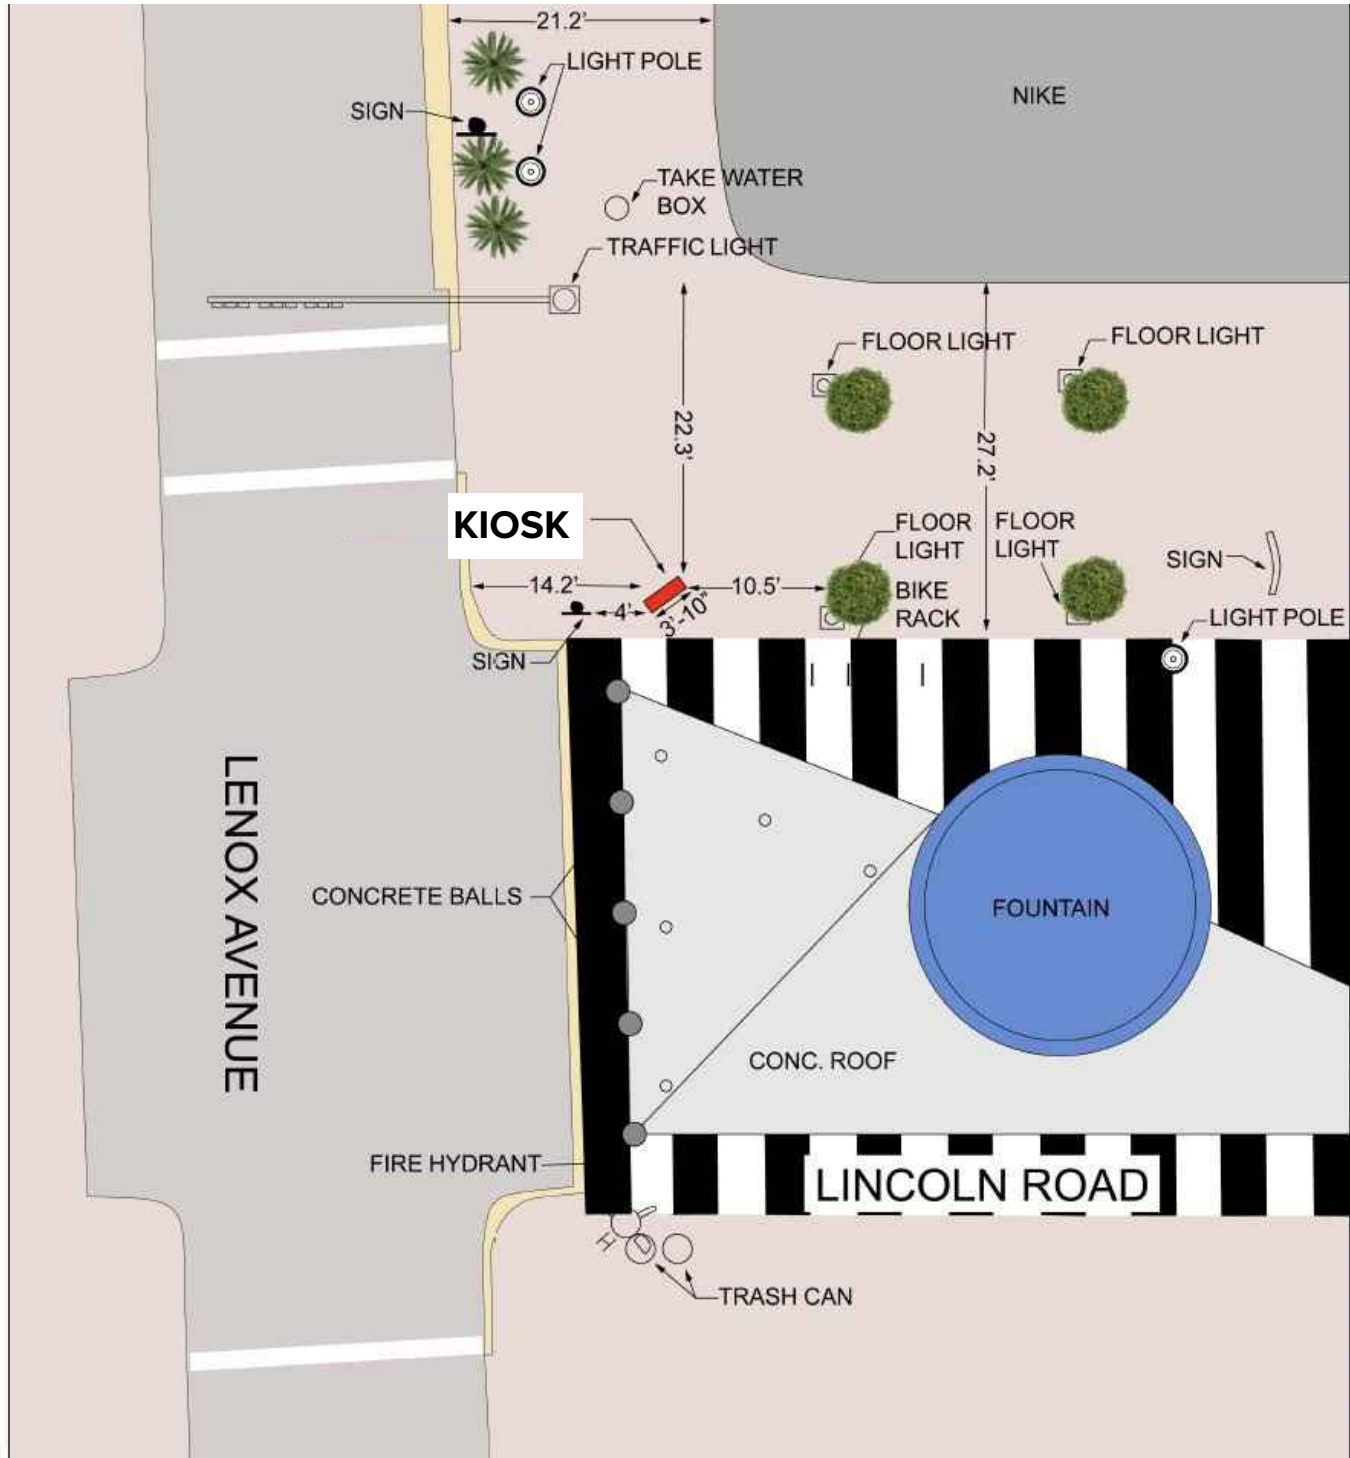 21.2'
LIGHT POLE
NIKE
SIGN
TAKE WATER
BOX
TRAFFIC LIGHT
FLOOR LIGHT
FLOOR LIGHT
22.3'
27.2'
KIOSK
FLOOR
LIGHT
FLOOR
LIGHT
SIGN
14.2'
10.5'
BIKE
RACK
4'
3'-10"
LIGHT POLE
SIGN
LENOX AVENUE
CONCRETE BALLS
FOUNTAIN
CONC. ROOF
FIRE HYDRANT
LINCOLN ROAD
H
D
TRASH CAN